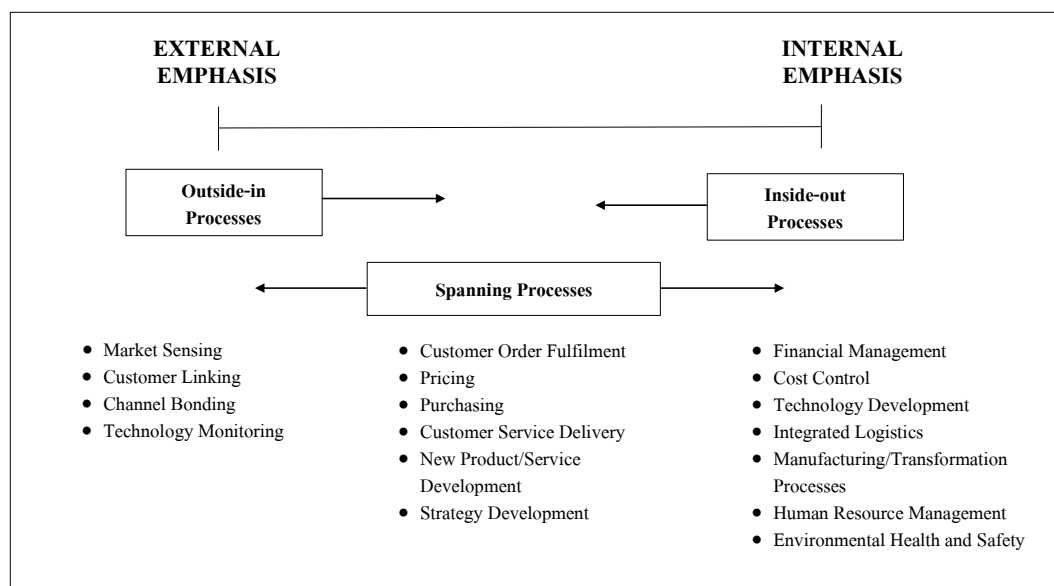 EXTERNAL
EMPHASIS
INTERNAL
EMPHASIS
Outside-in
Processes
Inside-out
Processes
Spanning Processes
● Market Sensing
● Customer Linking
● Channel Bonding
● Technology Monitoring
● Customer Order Fulfilment
● Pricing
● Purchasing
● Customer Service Delivery
● New Product/Service
Development
● Strategy Development
● Financial Management
● Cost Control
● Technology Development
● Integrated Logistics
● Manufacturing/Transformation
Processes
● Human Resource Management
● Environmental Health and Safety